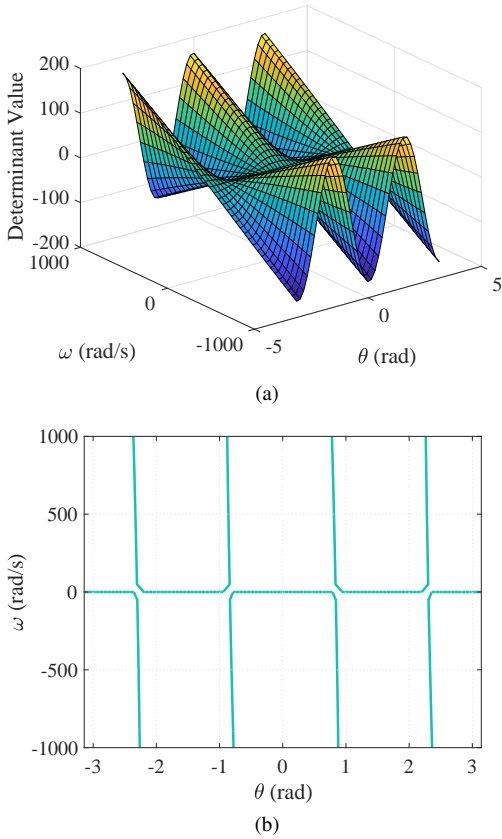 200
100
0
-100
-200
Determinant Value
1000
0
-1000
ω (rad/s)
-5
0
5
θ (rad)
(a)
1000
500
0
-500
-1000
ω (rad/s)
-3 -2 -1 0 1 2 3
θ (rad)
(b)